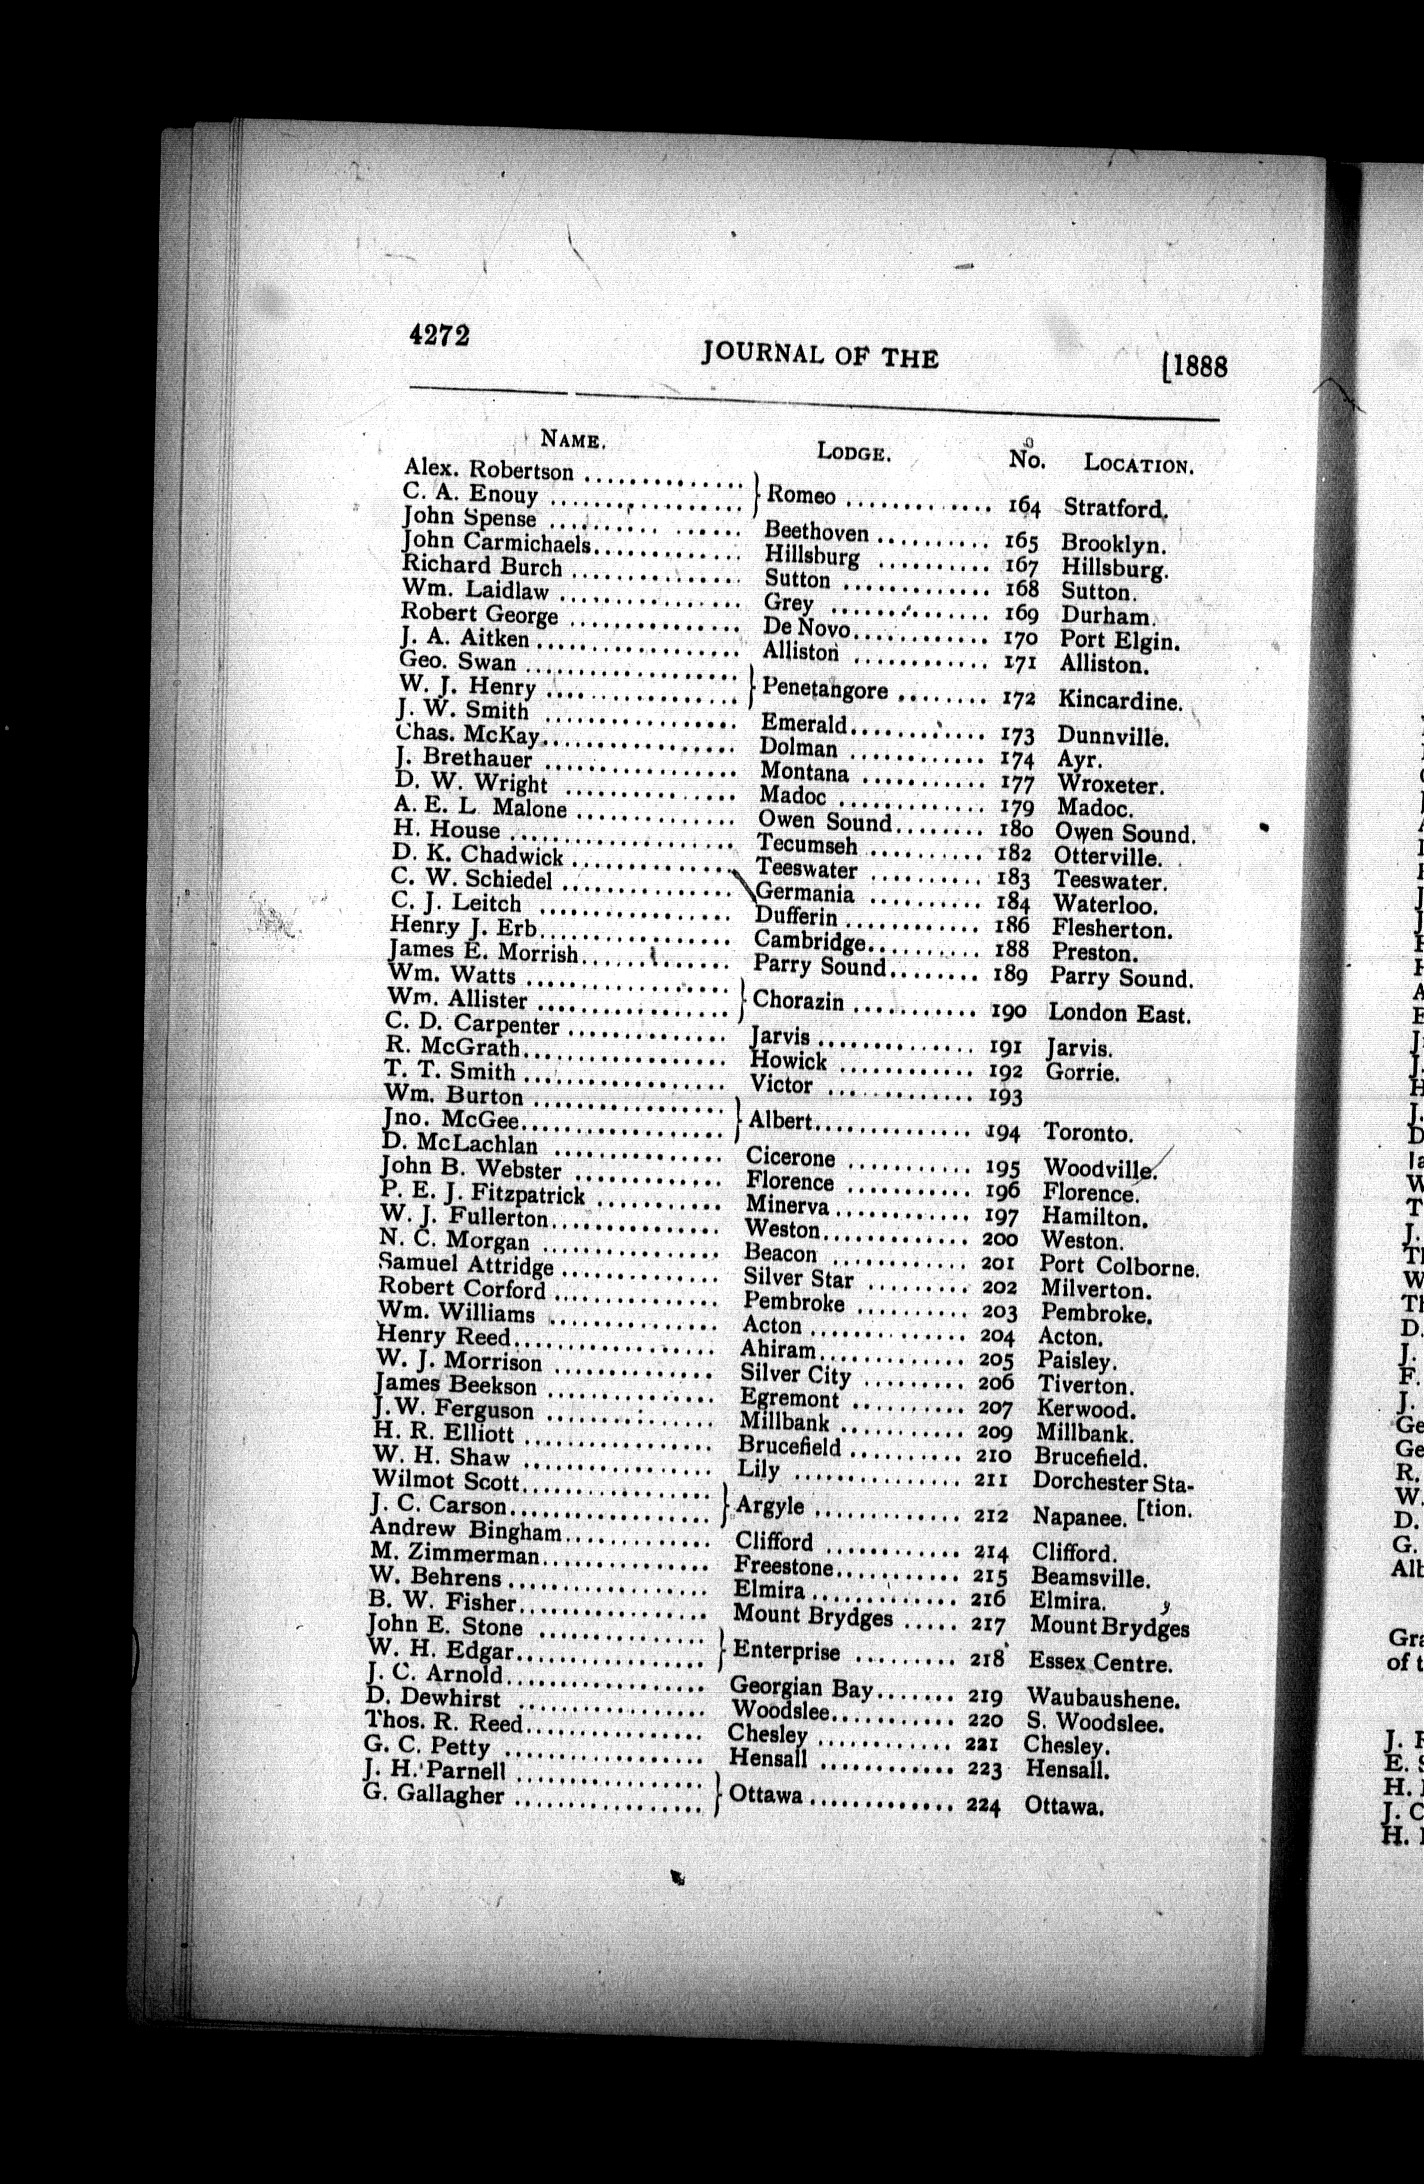 4272 JOURNAL OF THE [1888
NAME. LODGE. No. LOCATION.
Alex. Robertson ..............
C. A. Enouy .................. } Romeo .............. 164 Stratford.
John Spense .................. Beethoven .......... 165 Brooklyn.
John Carmichaels............. Hillsburg .......... 167 Hillsburg.
Richard Burch ............... Sutton ............. 168 Sutton.
Wm. Laidlaw ................. Grey ............... 169 Durham.
Robert George ............... De Novo............ 170 Port Elgin.
J. A. Aitken .................. Alliston ............ 171 Alliston.
Geo. Swan ...................
W. J. Henry .................. } Penetangore ........ 172 Kincardine.
J. W. Smith .................. Emerald............. 173 Dunnville.
Chas. McKay................. Dolman ............ 174 Ayr.
J. Brethauer ................. Montana ........... 177 Wroxeter.
D. W. Wright ............... Madoc ............. 179 Madoc.
A. E. L Malone .............. Owen Sound........ 180 Owen Sound.
H. House .................... Tecumseh .......... 182 Otterville.
D. K. Chadwick .............. Teeswater .......... 183 Teeswater.
C. W. Schiedel ............... Germania .......... 184 Waterloo.
C. J. Leitch .................. Dufferin ............ 186 Flesherton.
Henry J. Erb.................. Cambridge.......... 188 Preston.
James E. Morrish............. Parry Sound........ 189 Parry Sound.
Wm. Watts ...................
Wm. Allister ................. } Chorazin ........... 190 London East.
C. D. Carpenter .............. Jarvis .............. 191 Jarvis.
R. McGrath................... Howick ............ 192 Gorrie.
T. T. Smith .................. Victor ............. 193
Wm. Burton .................
Jno. McGee................... } Albert.............. 194 Toronto.
D. McLachlan ............... Cicerone ........... 195 Woodville.
John B. Webster ............. Florence ........... 196 Florence.
P. E. J. Fitzpatrick ........... Minerva ............ 197 Hamilton.
W. J. Fullerton............... Weston............. 200 Weston.
N. C. Morgan ................ Beacon ............ 201 Port Colborne.
Samuel Attridge .............. Silver Star ......... 202 Milverton.
Robert Corford ............... Pembroke .......... 203 Pembroke.
Wm. Williams ............... Acton .............. 204 Acton.
Henry Reed................... Ahiram............. 205 Paisley.
W. J. Morrison ............... Silver City ......... 206 Tiverton.
James Beekson ............... Egremont .......... 207 Kerwood.
J. W. Ferguson ............... Millbank ........... 209 Millbank.
H. R. Elliott .................. Brucefield .......... 210 Brucefield.
W. H. Shaw .................. Lily ................ 211 Dorchester Sta-
Wilmot Scott.................. [tion.
J. C. Carson................... } Argyle ............. 212 Napanee.
Andrew Bingham............. Clifford ............ 214 Clifford.
M. Zimmerman............... Freestone........... 215 Beamsville.
W. Behrens ................... Elmira ............. 216 Elmira.
B. W. Fisher.................. Mount Brydges ..... 217 Mount Brydges
John E. Stone ................
W. H. Edgar.................. } Enterprise ......... 218 Essex Centre.
J. C. Arnold................... Georgian Bay....... 219 Waubaushene.
D. Dewhirst .................. Woodslee........... 220 S. Woodslee.
Thos. R. Reed................ Chesley ............ 221 Chesley.
G. C. Petty ................... Hensall ............ 223 Hensall.
J. H. Parnell ..................
G. Gallagher .................. } Ottawa ............. 224 Ottawa.